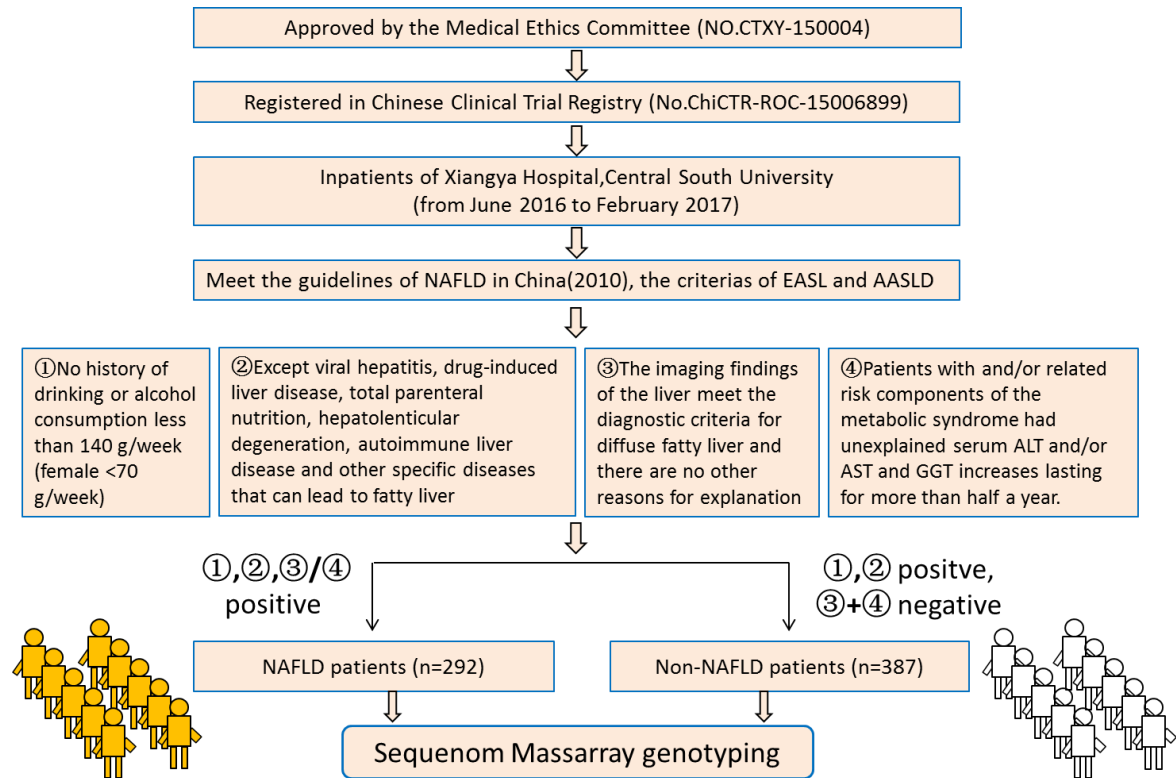 Approved by the Medical Ethics Committee (NO.CTXY-150004)
Registered in Chinese Clinical Trial Registry (No.ChiCTR-ROC-15006899)
Inpatients of Xiangya Hospital,Central South University
(from June 2016 to February 2017)
Meet the guidelines of NAFLD in China(2010), the criterias of EASL and AASLD
①No history of
drinking or alcohol
consumption less
than 140 g/week
(female <70
g/week)
②Except viral hepatitis, drug-induced
liver disease, total parenteral
nutrition, hepatolenticular
degeneration, autoimmune liver
disease and other specific diseases
that can lead to fatty liver
③The imaging findings
of the liver meet the
diagnostic criteria for
diffuse fatty liver and
there are no other
reasons for explanation
④Patients with and/or related
risk components of the
metabolic syndrome had
unexplained serum ALT and/or
AST and GGT increases lasting
for more than half a year.
①,②,③/④
positive
①,② positve,
③+④ negative
NAFLD patients (n=292)
Non-NAFLD patients (n=387)
Sequenom Massarray genotyping